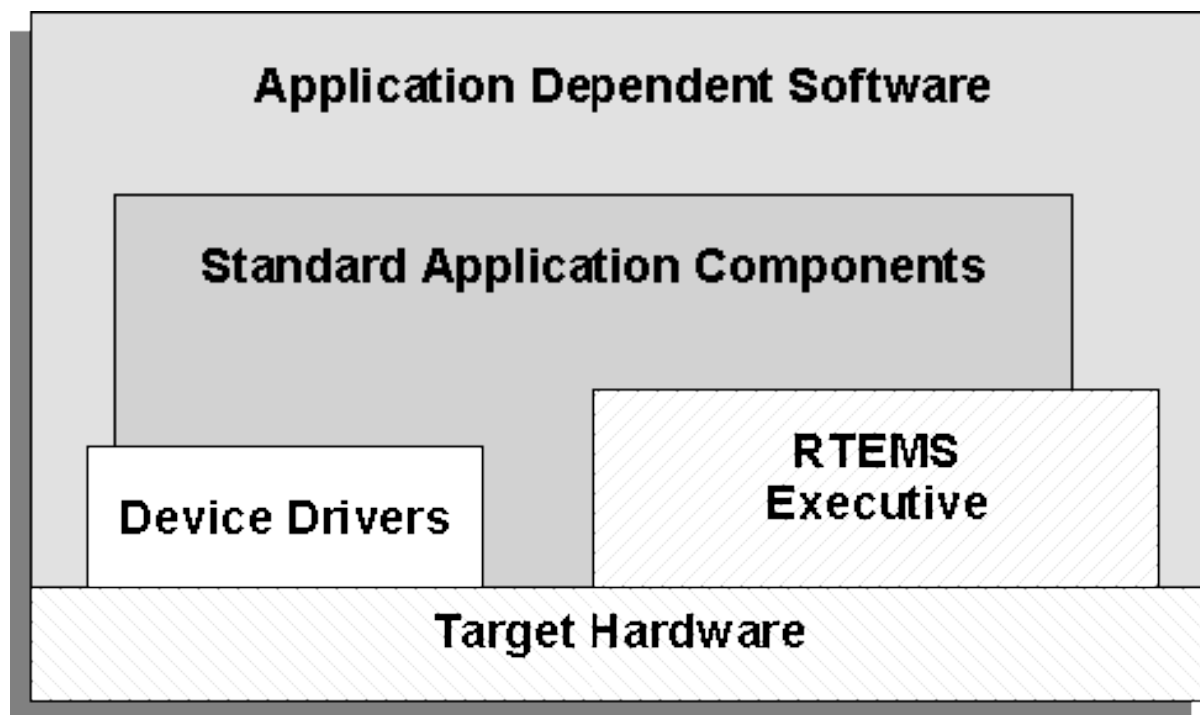 Application Dependent Software
Standard Application Components
RTEMS
Executive
Device Drivers
Target Hardware